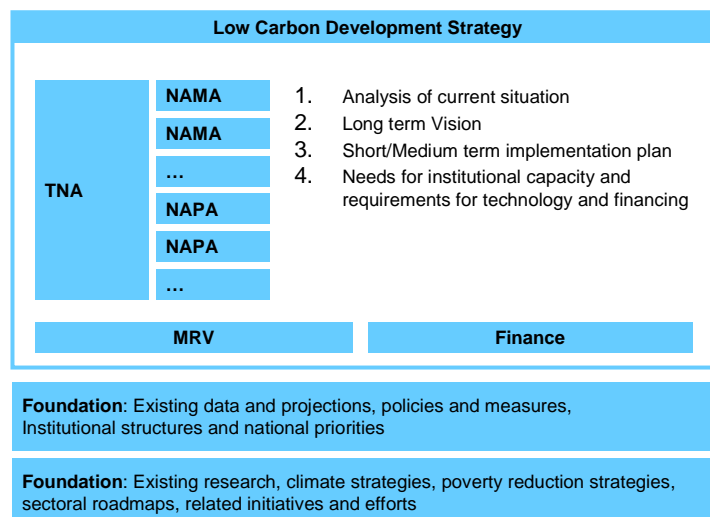 Low Carbon Development Strategy
TNA
NAMA
NAMA
…
NAPA
NAPA
…
1. Analysis of current situation
2. Long term Vision
3. Short/Medium term implementation plan
4. Needs for institutional capacity and
requirements for technology and financing
MRV
Finance
Foundation: Existing data and projections, policies and measures,
Institutional structures and national priorities
Foundation: Existing research, climate strategies, poverty reduction strategies,
sectoral roadmaps, related initiatives and efforts